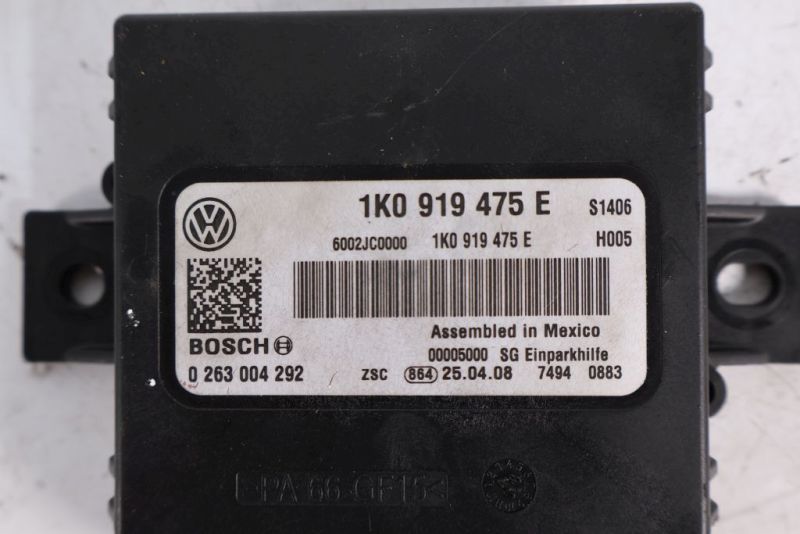 1K0 919 475 E S1406
6002JC0000 1K0 919 475 E H005
BOSCH
Assembled in Mexico
00005000 SG Einparkhilfe
0 263 004 292 ZSC 864 25.04.08 7494 0883
>PA 66-GF15<